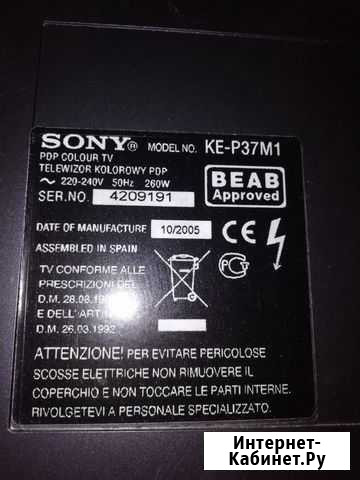 SONY® MODEL NO. KE-P37M1
PDP COLOUR TV
TELEWIZOR KOLOROWY PDP
~ 220-240V 50Hz 260W
SER.NO. 4209191
BEAB
Approved
DATE OF MANUFACTURE 10/2005
ASSEMBLED IN SPAIN
CE
TV CONFORME ALLE
PRESCRIZIONI DEL
D.M. 28.08.19
E DELL'ART
D.M. 26.03.1992
ATTENZIONE! PER EVITARE PERICOLOSE
SCOSSE ELETTRICHE NON RIMUOVERE IL
COPERCHIO E NON TOCCARE LE PARTI INTERNE.
RIVOLGETEVI A PERSONALE SPECIALIZZATO.
Интернет-
Кабинет.Ру